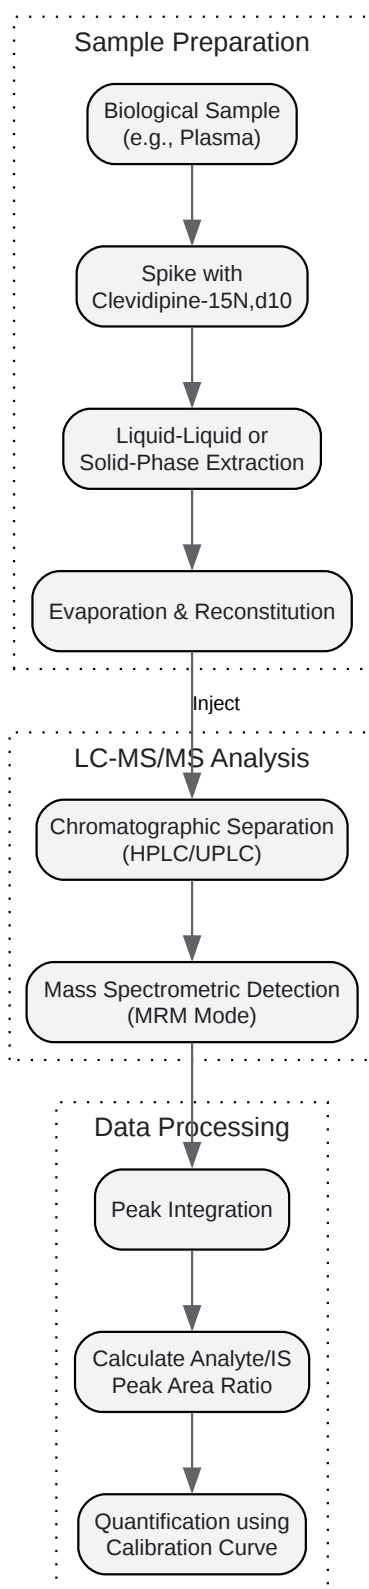 Sample Preparation
Biological Sample
(e.g., Plasma)
Spike with
Clevidipine-15N,d10
Liquid-Liquid or
Solid-Phase Extraction
Evaporation & Reconstitution
Inject
LC-MS/MS Analysis
Chromatographic Separation
(HPLC/UPLC)
Mass Spectrometric Detection
(MRM Mode)
Data Processing
Peak Integration
Calculate Analyte/IS
Peak Area Ratio
Quantification using
Calibration Curve